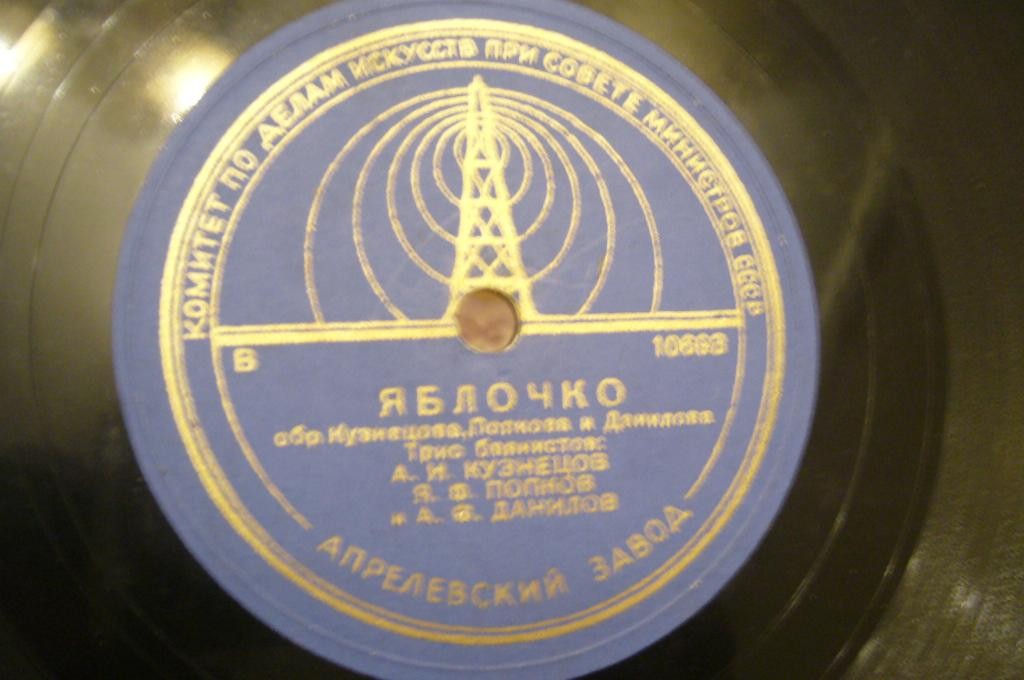 КОМИТЕТ ПО ДЕЛАМ ИСКУССТВ ПРИ СОВЕТЕ МИНИСТРОВ СССР
В 10693
ЯБЛОЧКО
обр. Кузнецова, Попкова и Данилова
Трио баянистов:
А. И. КУЗНЕЦОВ
Я. Ф. ПОПКОВ
и А. Ф. ДАНИЛОВ
АПРЕЛЕВСКИЙ ЗАВОД